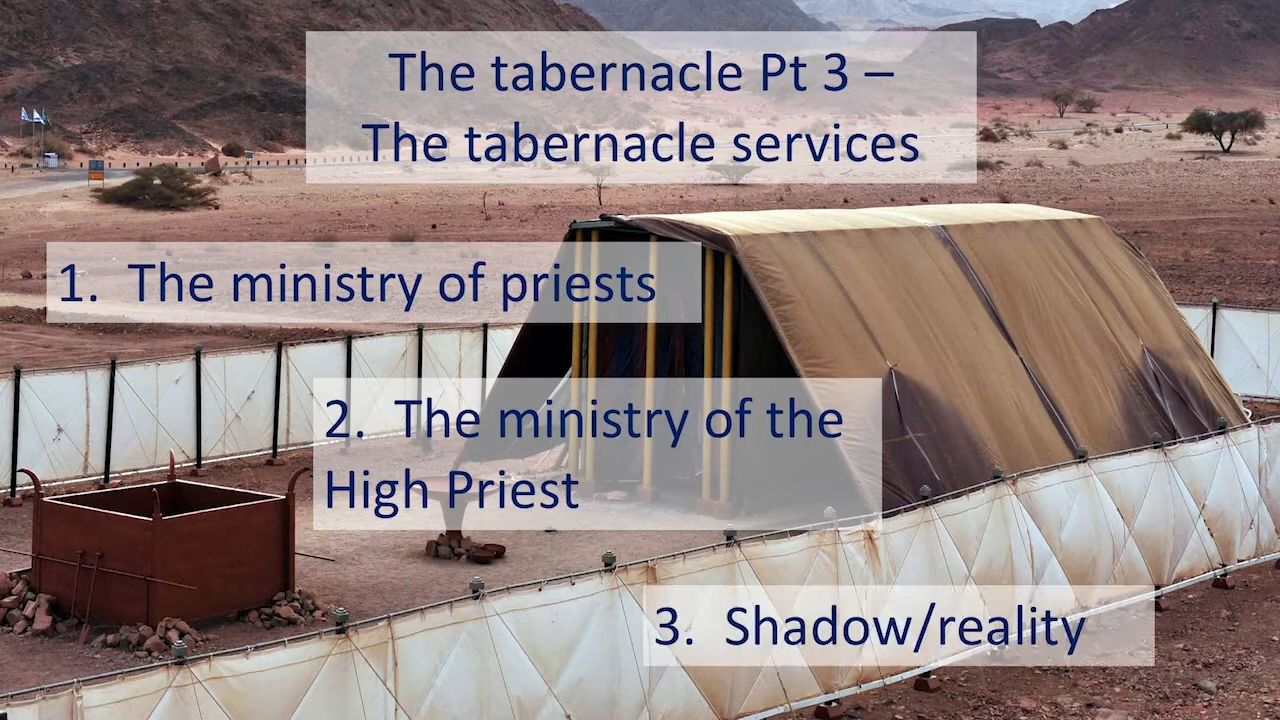 The tabernacle Pt 3 –
The tabernacle services
1. The ministry of priests
2. The ministry of the
High Priest
3. Shadow/reality